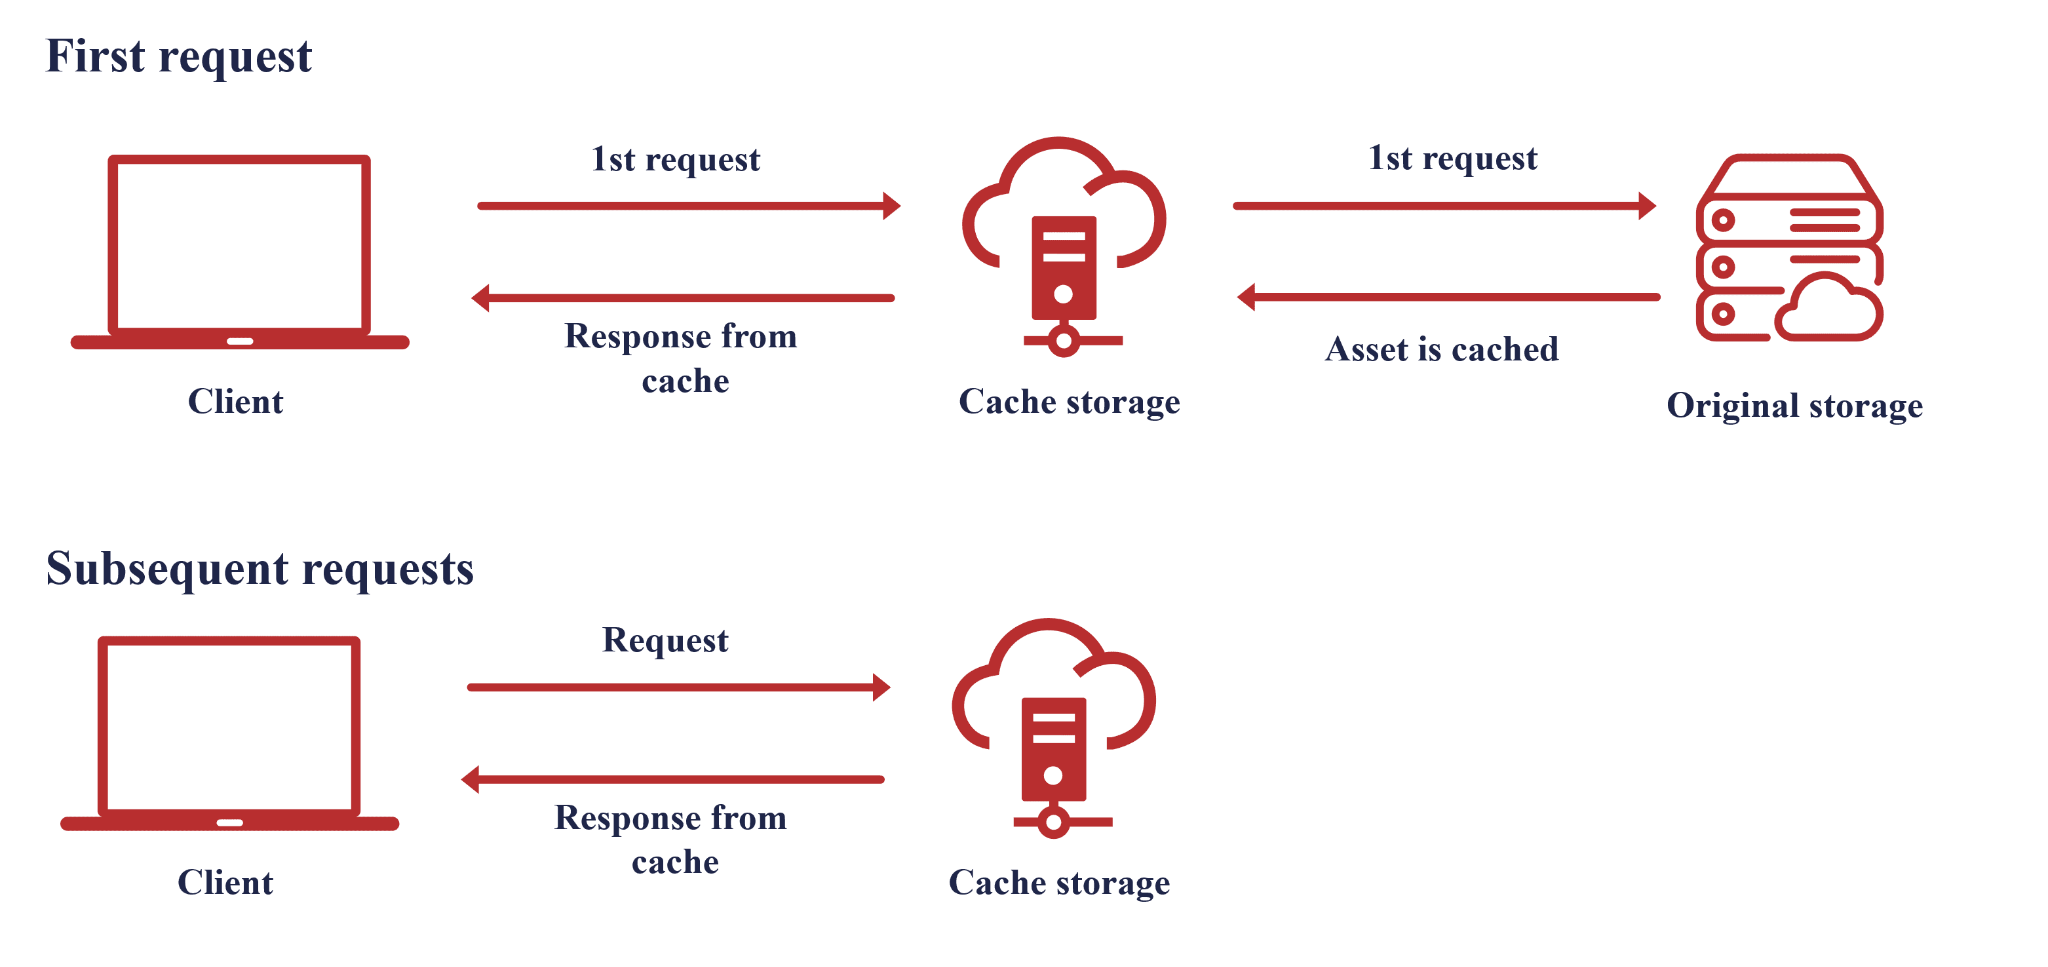 First request
1st request
1st request
Response from
cache
Asset is cached
Client
Cache storage
Original storage
Subsequent requests
Request
Response from
cache
Client
Cache storage